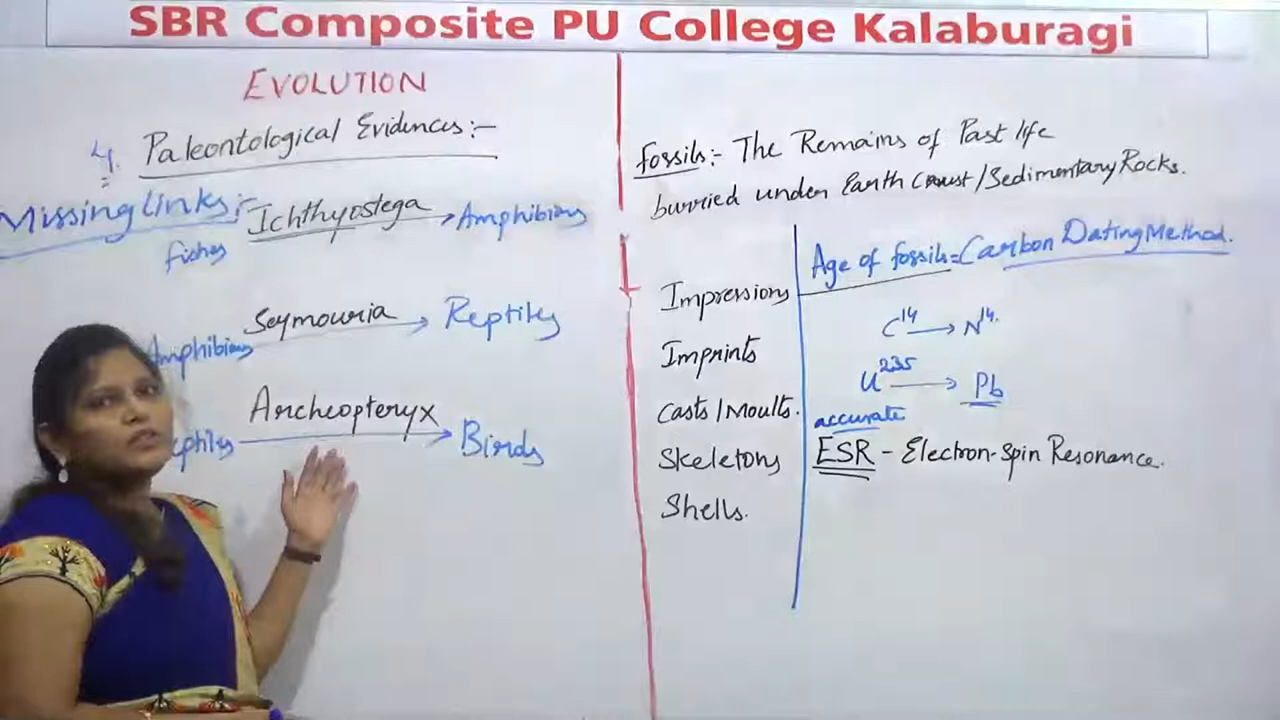 SBR Composite PU College Kalaburagi
EVOLUTION
4. Paleontological Evidences:-
Missing links:- Ichthyostega
fishes → Amphibians
Seymouria
Amphibians → Reptiles
Archeopteryx
eptiles → Birds
fossils:- The Remains of Past life
burried under Earth Crust/Sedimentary Rocks.
Impressions
Imprints
Casts/Moults.
Skeletons
Shells.
Age of fossils = Carbon Dating Method.
C14 → N14.
U235 → Pb
accurate
ESR - Electron-Spin Resonance.